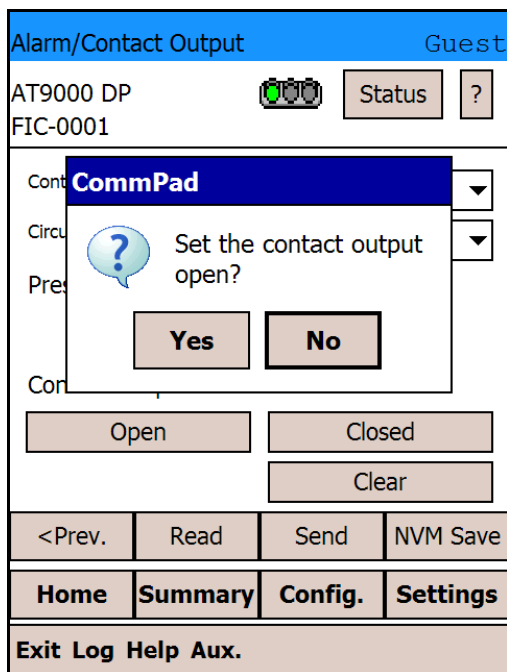 Alarm/Contact Output Guest
AT9000 DP Status ?
FIC-0001
CommPad
Set the contact output
open?
Yes No
Open Closed
Clear
<Prev. Read Send NVM Save
Home Summary Config. Settings
Exit Log Help Aux.